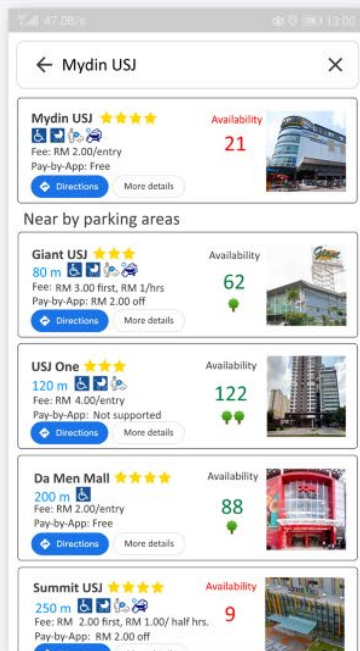 47.0B/s 13:00
Mydin USJ
Mydin USJ
Availability
21
Fee: RM 2.00/entry
Pay-by-App: Free
Directions More details
Near by parking areas
Giant USJ
Availability
80 m
62
Fee: RM 3.00 first, RM 1/hrs
Pay-by-App: RM 2.00 off
Directions More details
Giant
USJ One
Availability
120 m
122
Fee: RM 4.00/entry
Pay-by-App: Not supported
Directions More details
Da Men Mall
Availability
200 m
88
Fee: RM 2.00/entry
Pay-by-App: Free
Directions More details
Summit USJ
Availability
250 m
9
Fee: RM 2.00 first, RM 1.00/ half hrs.
Pay-by-App: RM 2.00 off